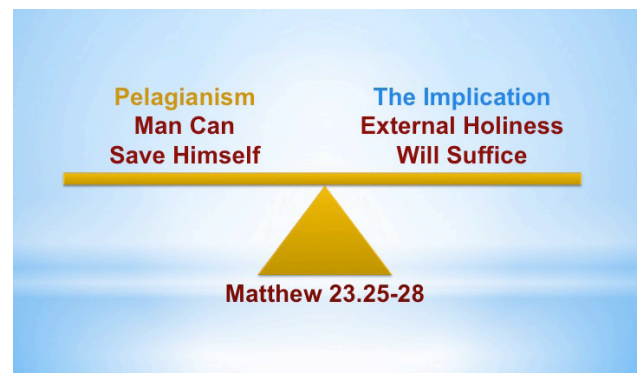 Pelagianism
Man Can
Save Himself
The Implication
External Holiness
Will Suffice
Matthew 23.25-28